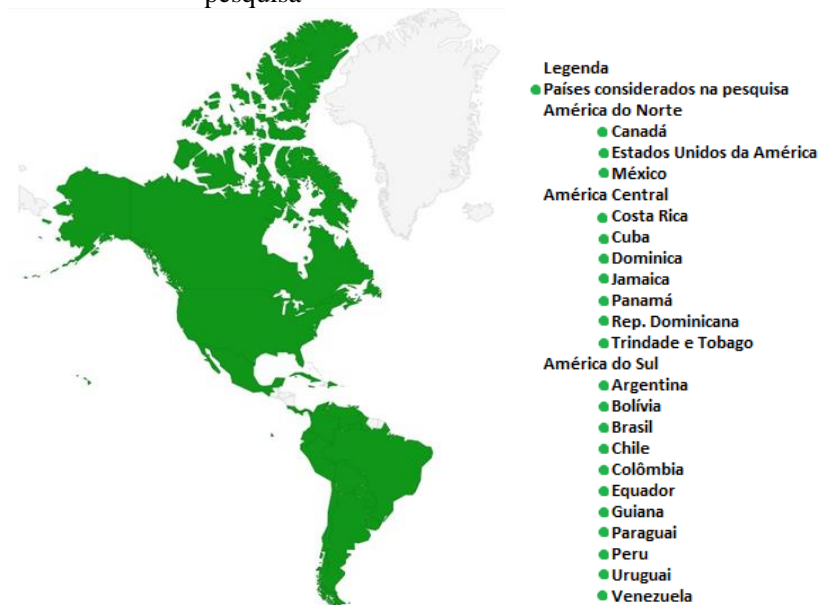 pesquisa
Legenda
Países considerados na pesquisa
América do Norte
Canadá
Estados Unidos da América
México
América Central
Costa Rica
Cuba
Dominica
Jamaica
Panamá
Rep. Dominicana
Trindade e Tobago
América do Sul
Argentina
Bolívia
Brasil
Chile
Colômbia
Equador
Guiana
Paraguai
Peru
Uruguai
Venezuela